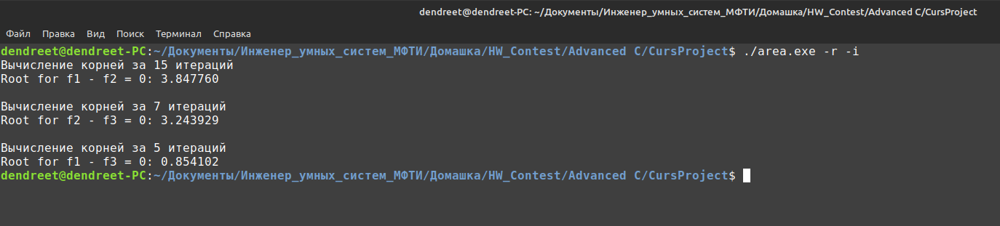 dendreet@dendreet-PC: ~/Документы/Инженер_умных_систем_МФТИ/Домашка/HW_Contest/Advanced C/CursProject
Файл Правка Вид Поиск Терминал Справка
dendreet@dendreet-PC:~/Документы/Инженер_умных_систем_МФТИ/Домашка/HW_Contest/Advanced C/CursProject$ ./area.exe -r -i
Вычисление корней за 15 итераций
Root for f1 - f2 = 0: 3.847760
Вычисление корней за 7 итераций
Root for f2 - f3 = 0: 3.243929
Вычисление корней за 5 итераций
Root for f1 - f3 = 0: 0.854102
dendreet@dendreet-PC:~/Документы/Инженер_умных_систем_МФТИ/Домашка/HW_Contest/Advanced C/CursProject$